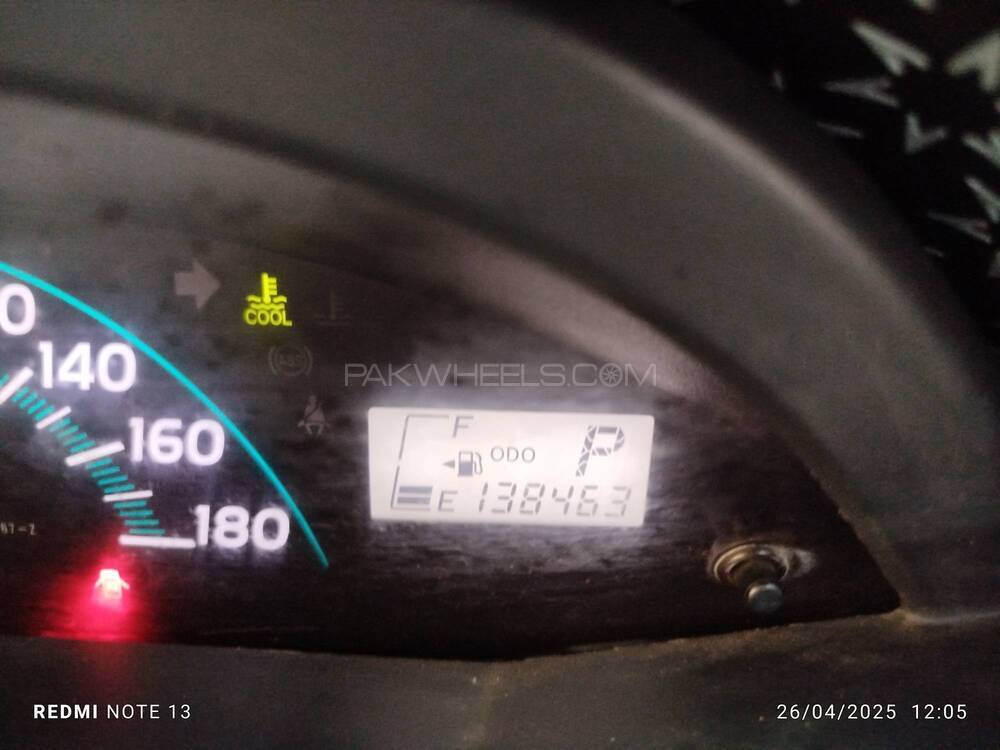 COOL
0
140
160
180
PAKWHEELS.COM
F
ODO P
E 138463
REDMI NOTE 13
26/04/2025 12:05